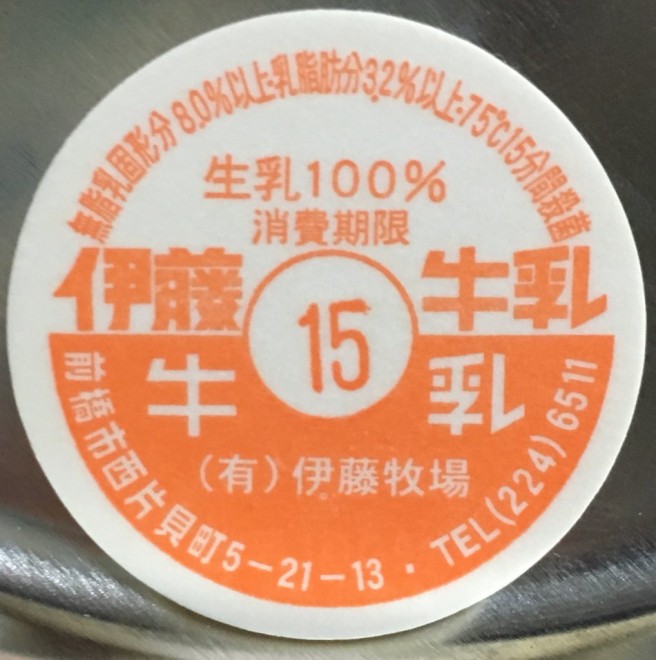 無脂乳固形分8.0%以上・乳脂肪分3.2%以上・75℃15分間殺菌
生乳100%
消費期限
伊藤
15
牛
(有)伊藤牧場
前橋市西片貝町5-21-13・TEL(224)6511